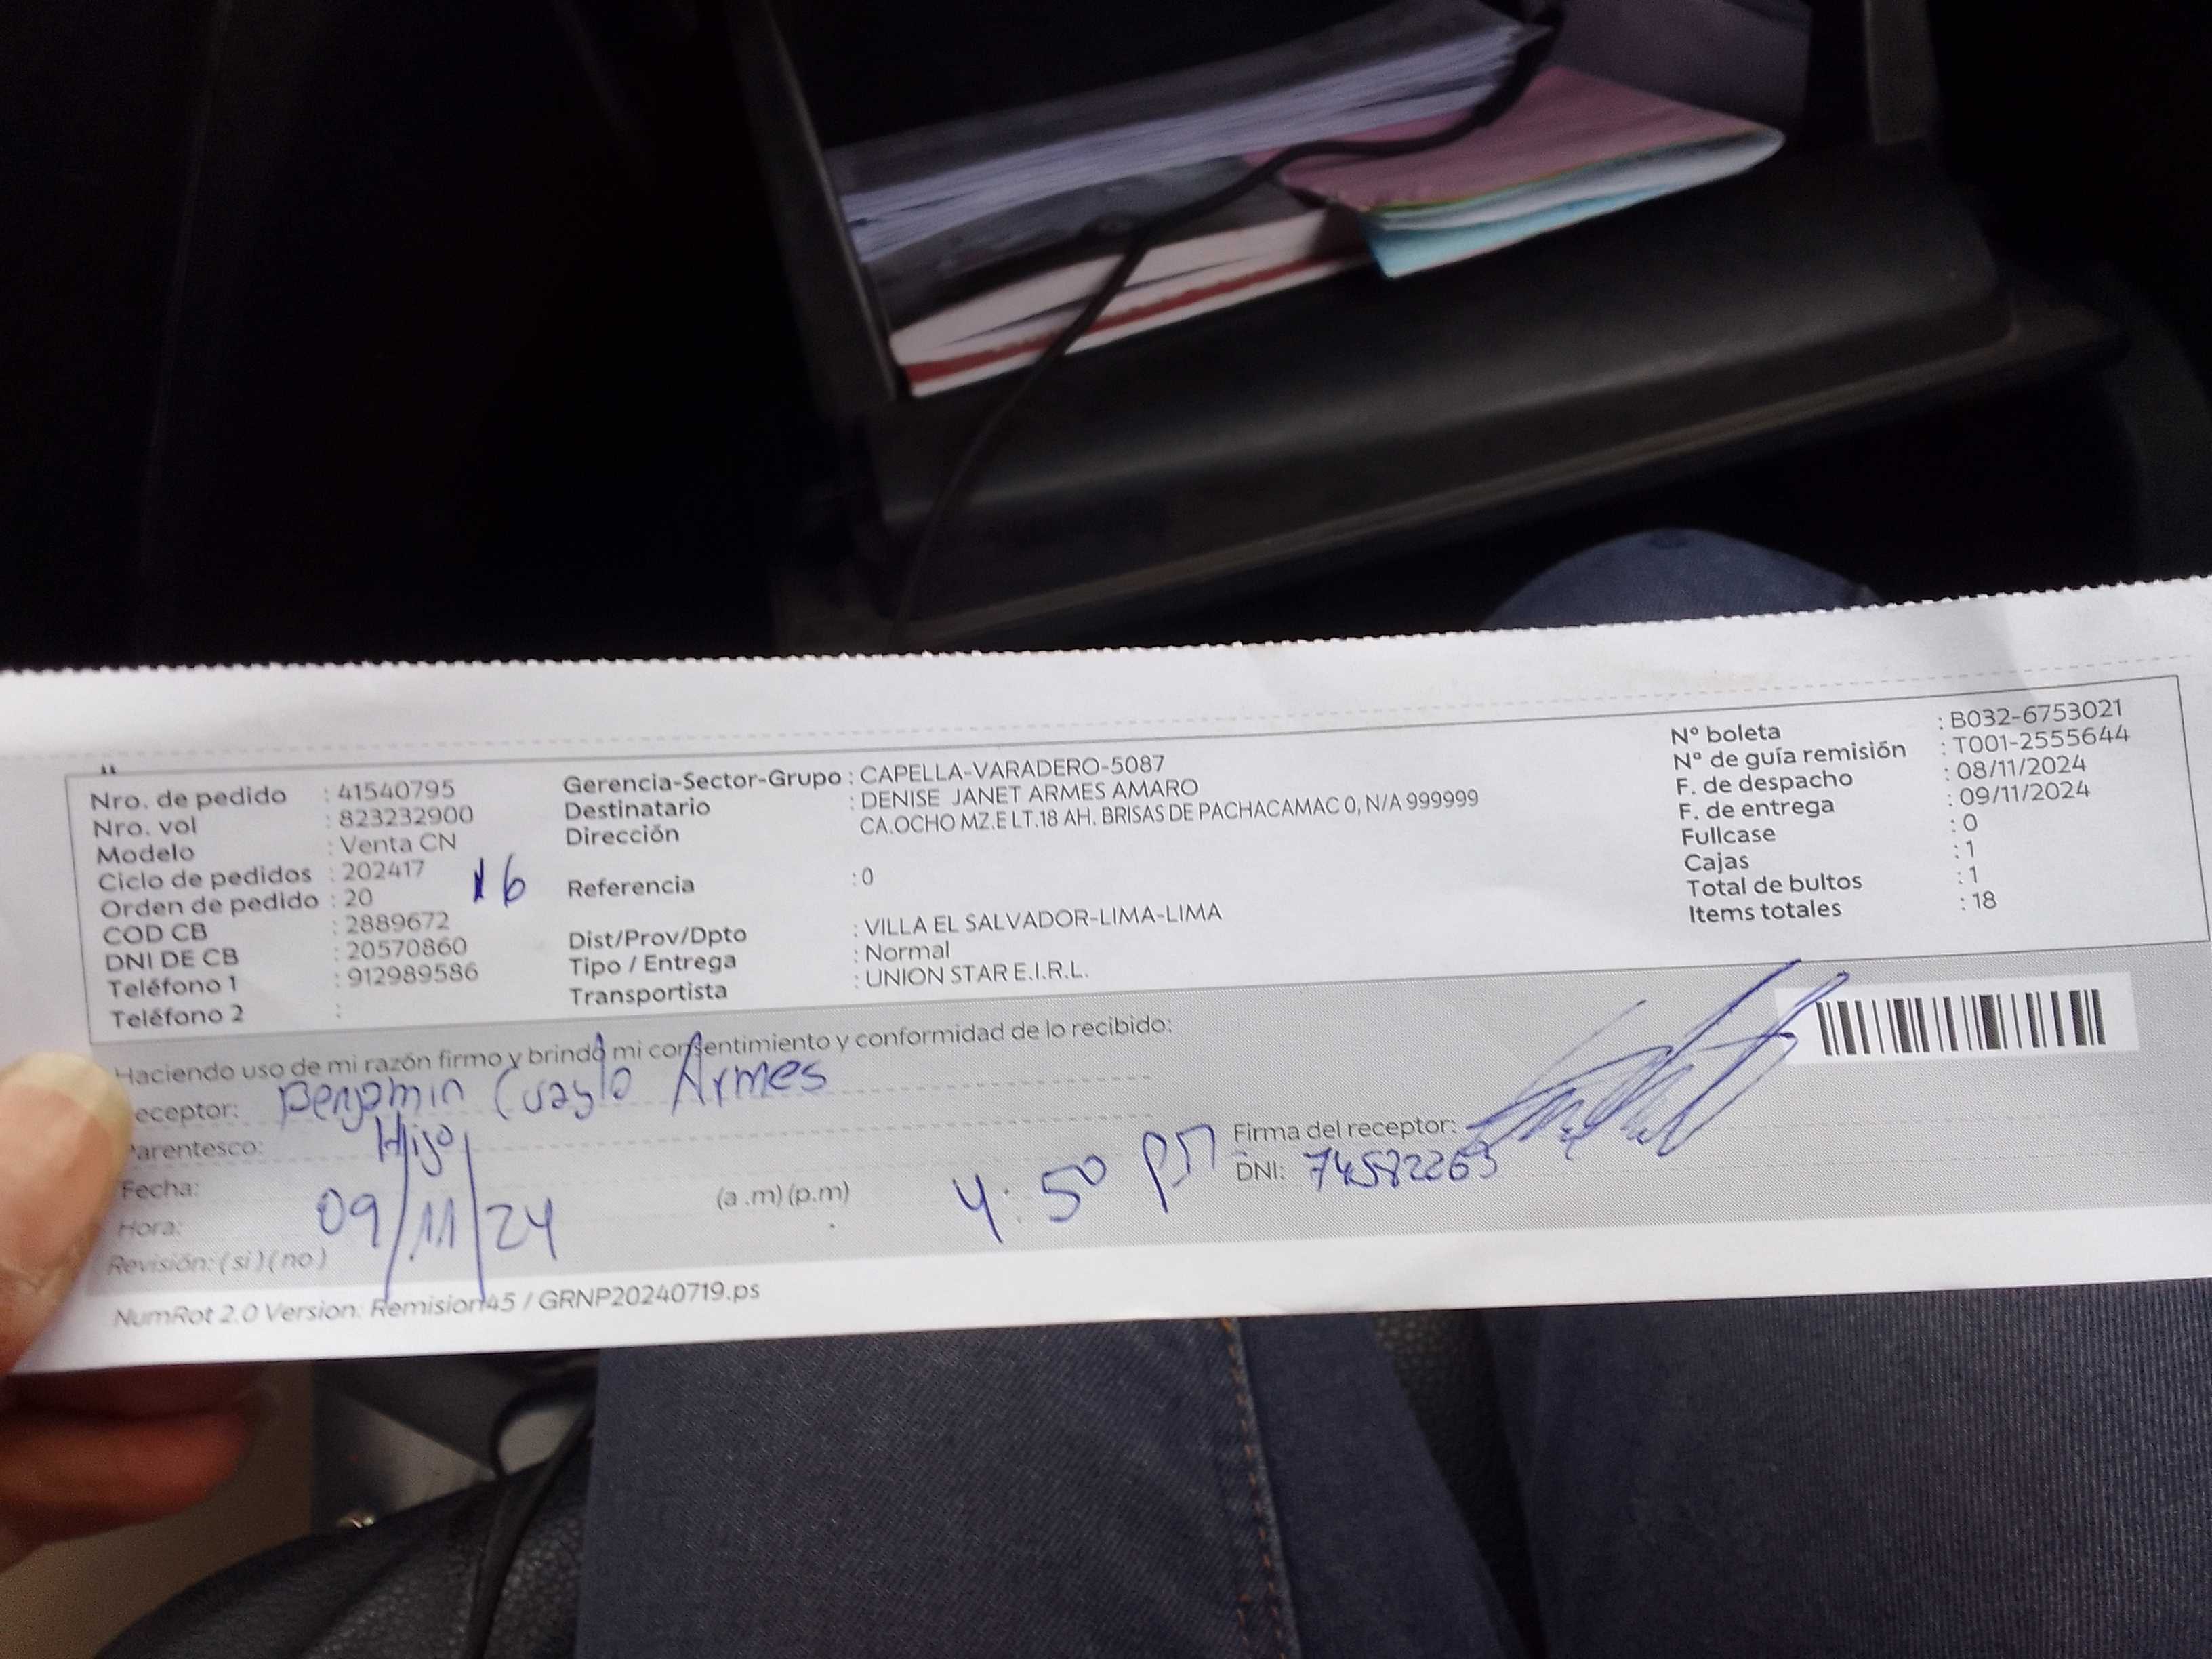 Nro. de pedido : 41540795
Nro. vol : 823232900
Modelo : Venta CN
Ciclo de pedidos : 202417
Orden de pedido : 20
COD CB : 2889672
DNI DE CB : 20570860
Teléfono 1 : 912989586
Teléfono 2 :
x6
Gerencia-Sector-Grupo : CAPELLA-VARADERO-5087
Destinatario : DENISE JANET ARMES AMARO
Dirección CA.OCHO MZ.E LT.18 AH. BRISAS DE PACHACAMAC 0, N/A 999999
Referencia : 0
Dist/Prov/Dpto : VILLA EL SALVADOR-LIMA-LIMA
Tipo / Entrega : Normal
Transportista : UNION STAR E.I.R.L.
N° boleta : B032-6753021
N° de guía remisión : T001-2555644
F. de despacho : 08/11/2024
F. de entrega : 09/11/2024
Fullcase : 0
Cajas : 1
Total de bultos : 1
Items totales : 18
Haciendo uso de mi razón firmo y brindo mi consentimiento y conformidad de lo recibido:
eceptor: Benjamin Armes
arentesco: Hijo
Fecha: 09/11/24
Hora: (a .m) (p.m) 4:50 pm
Revisión: ( si ) ( no )
Firma del receptor:
DNI: 74582263
NumRot 2.0 Version: Remision45 / GRNP20240719.ps